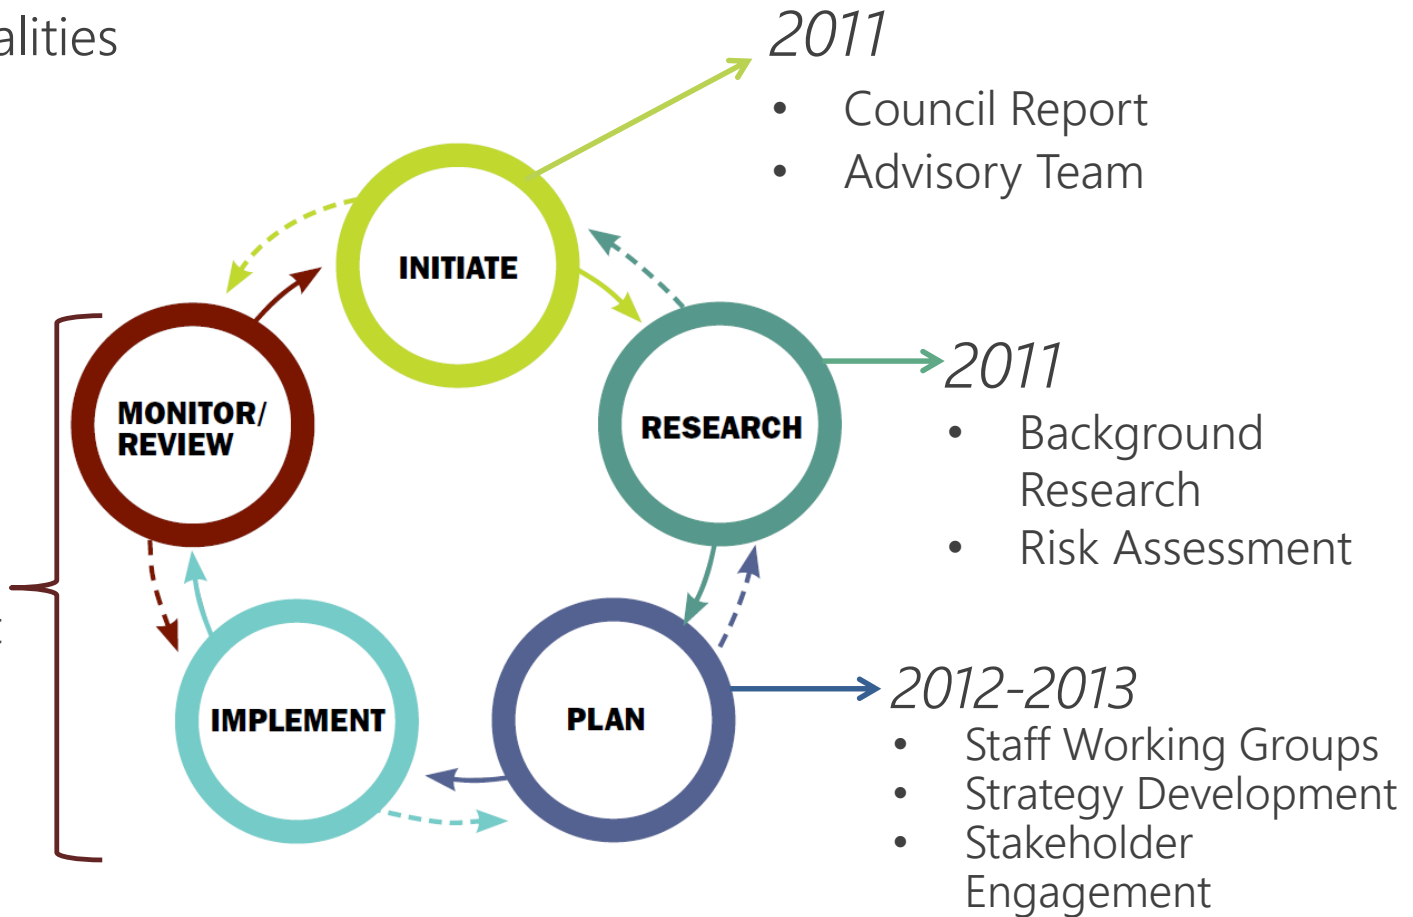 alities
2011
• Council Report
• Advisory Team
INITIATE
2011
• Background
Research
• Risk Assessment
MONITOR/
REVIEW
RESEARCH
t
2012-2013
• Staff Working Groups
• Strategy Development
• Stakeholder
Engagement
IMPLEMENT
PLAN